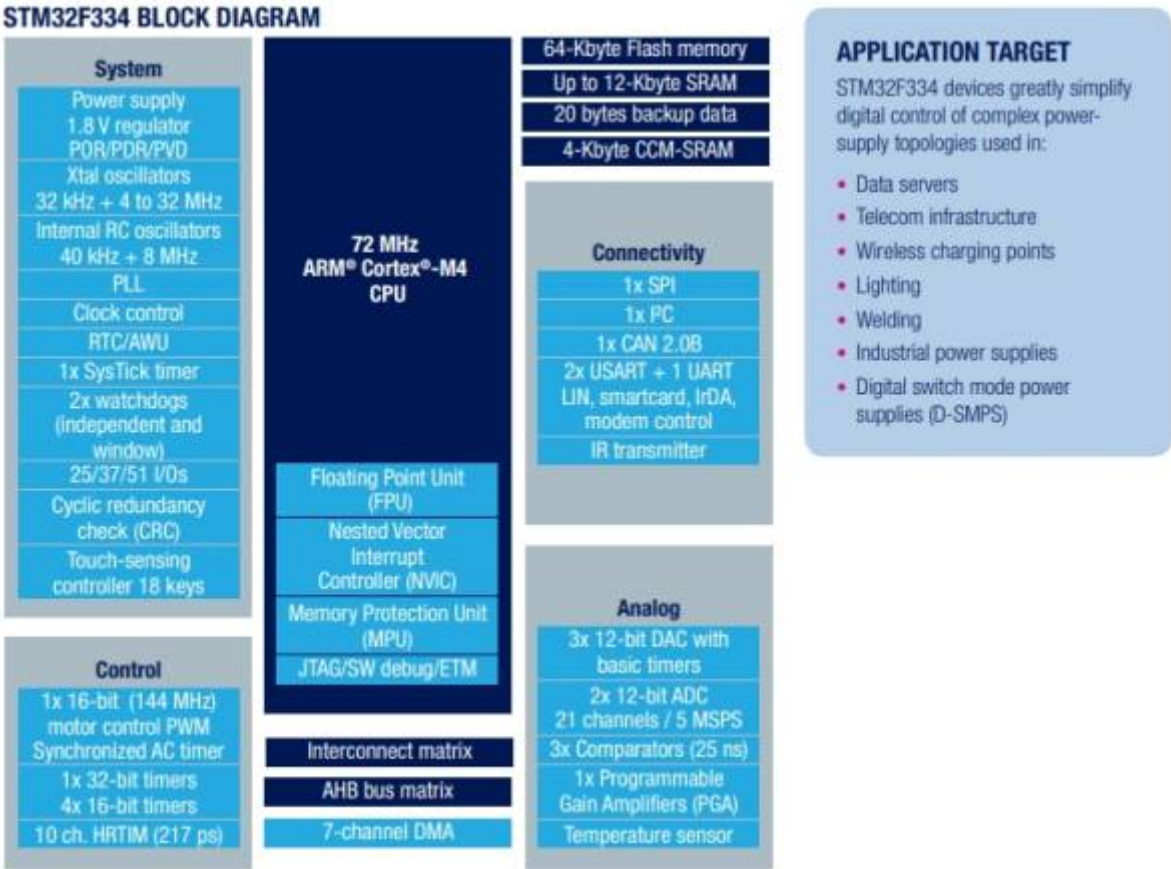 STM32F334 BLOCK DIAGRAM
System
Power supply
1.8 V regulator
POR/PDR/PVD
Xtal oscillators
32 kHz + 4 to 32 MHz
Internal RC oscillators
40 kHz + 8 MHz
PLL
Clock control
RTC/AWU
1x SysTick timer
2x watchdogs
(independent and
window)
25/37/51 I/Os
Cyclic redundancy
check (CRC)
Touch-sensing
controller 18 keys
Control
1x 16-bit (144 MHz)
motor control PWM
Synchronized AC timer
1x 32-bit timers
4x 16-bit timers
10 ch. HRTIM (217 ps)
72 MHz
ARM® Cortex®-M4
CPU
Floating Point Unit
(FPU)
Nested Vector
Interrupt
Controller (NVIC)
Memory Protection Unit
(MPU)
JTAG/SW debug/ETM
Interconnect matrix
AHB bus matrix
7-channel DMA
64-Kbyte Flash memory
Up to 12-Kbyte SRAM
20 bytes backup data
4-Kbyte CCM-SRAM
Connectivity
1x SPI
1x I²C
1x CAN 2.0B
2x USART + 1 UART
LIN, smartcard, IrDA,
modem control
IR transmitter
Analog
3x 12-bit DAC with
basic timers
2x 12-bit ADC
21 channels / 5 MSPS
3x Comparators (25 ns)
1x Programmable
Gain Amplifiers (PGA)
Temperature sensor
APPLICATION TARGET
STM32F334 devices greatly simplify
digital control of complex power-
supply topologies used in:
• Data servers
• Telecom infrastructure
• Wireless charging points
• Lighting
• Welding
• Industrial power supplies
• Digital switch mode power
supplies (D-SMPS)